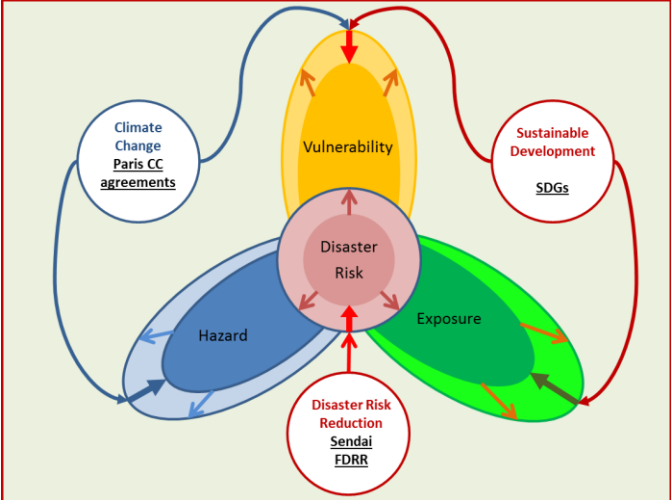 Vulnerability
Climate
Change
Paris CC
agreements
Sustainable
Development
SDGs
Disaster
Risk
Hazard
Exposure
Disaster Risk
Reduction
Sendai
FDRR